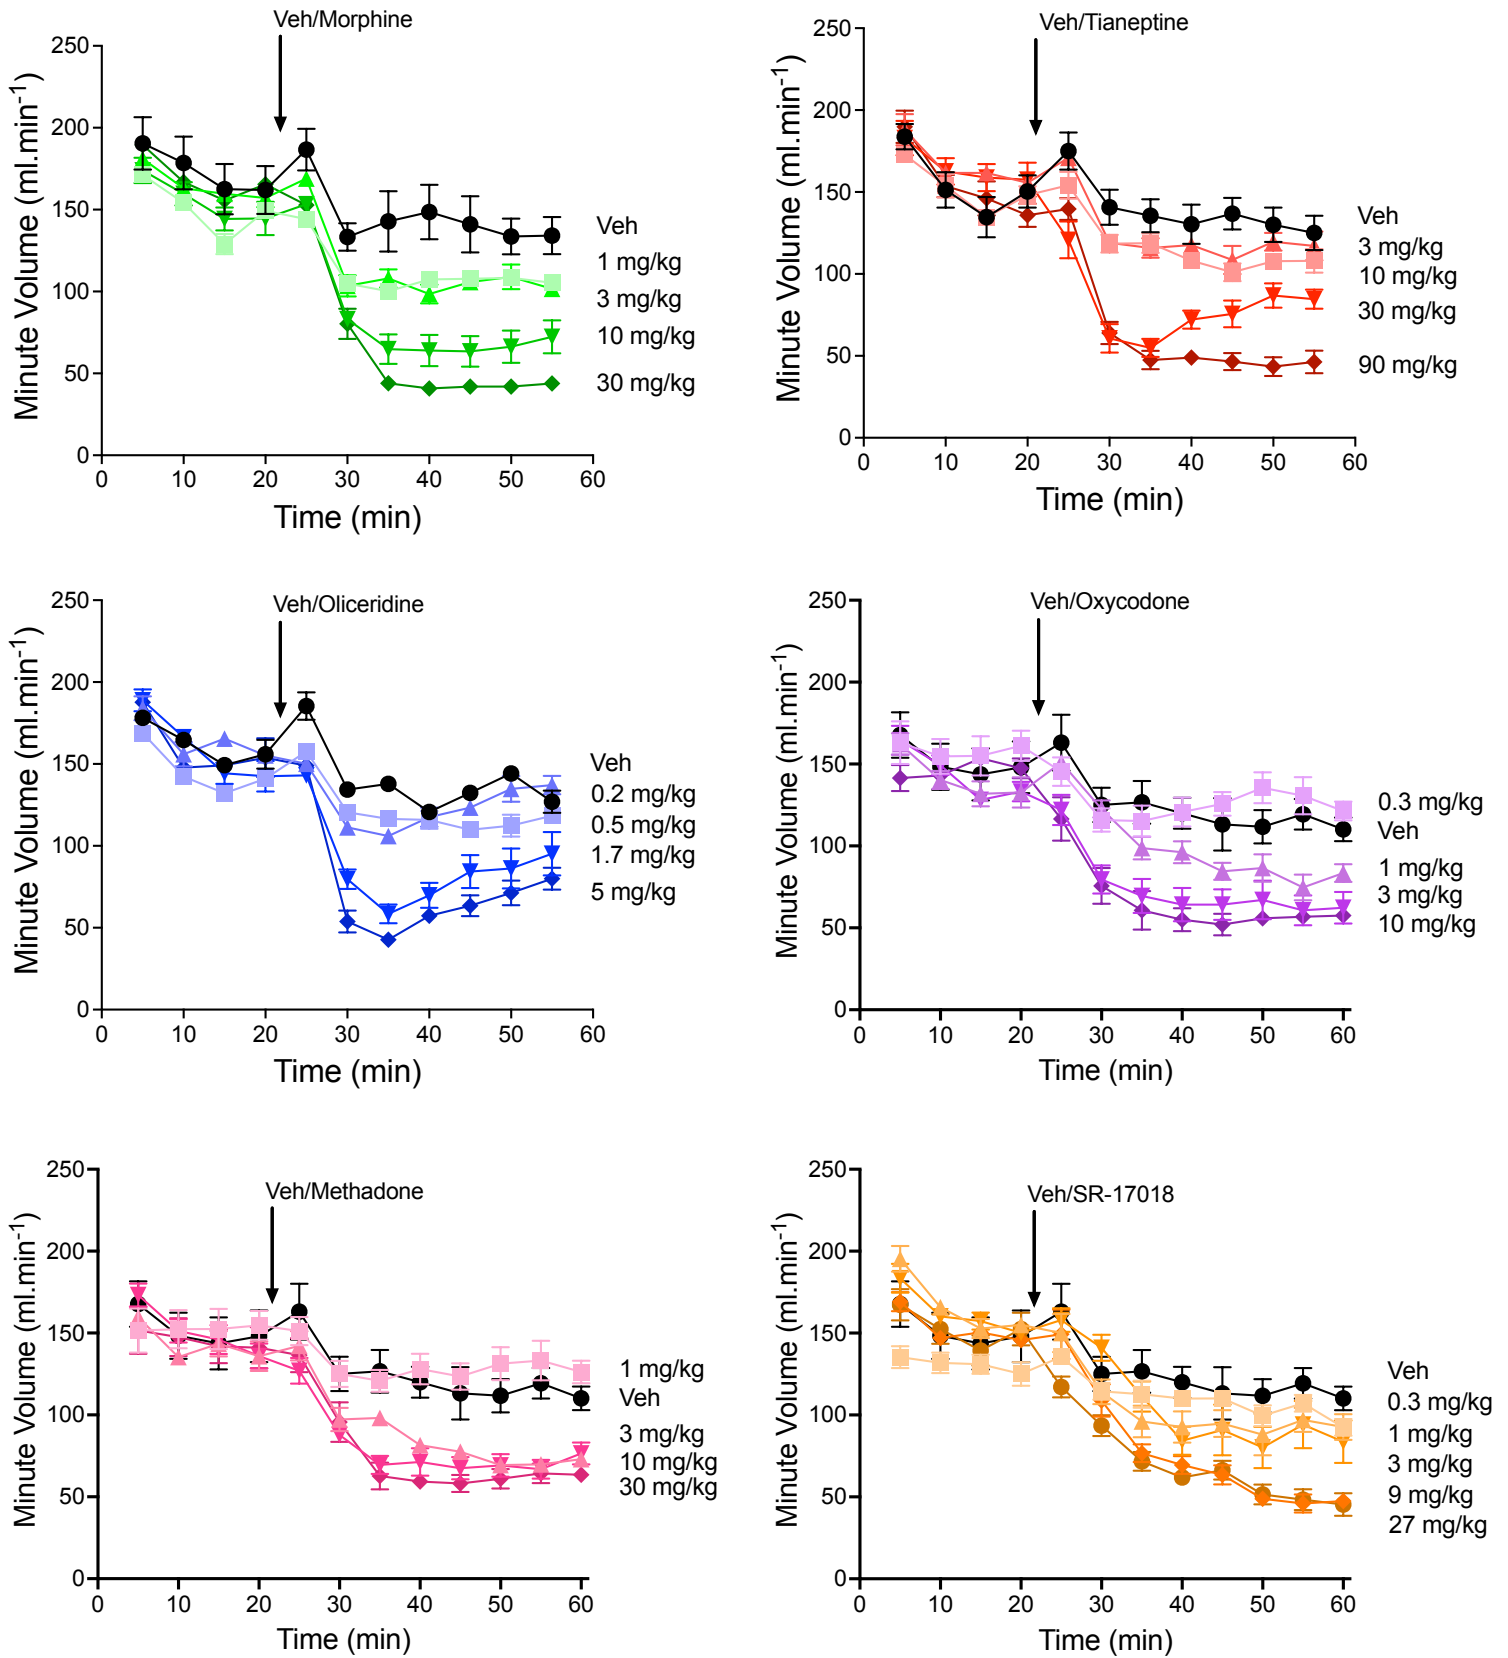 Veh/Morphine
250
200
150
100
50
0
Minute Volume (ml.min-1)
0 10 20 30 40 50 60
Time (min)
Veh
1 mg/kg
3 mg/kg
10 mg/kg
30 mg/kg
Veh/Tianeptine
250
200
150
100
50
0
Minute Volume (ml.min-1)
0 10 20 30 40 50 60
Time (min)
Veh
3 mg/kg
10 mg/kg
30 mg/kg
90 mg/kg
Veh/Oliceridine
250
200
150
100
50
0
Minute Volume (ml.min-1)
0 10 20 30 40 50 60
Time (min)
Veh
0.2 mg/kg
0.5 mg/kg
1.7 mg/kg
5 mg/kg
Veh/Oxycodone
250
200
150
100
50
0
Minute Volume (ml.min-1)
0 10 20 30 40 50 60
Time (min)
0.3 mg/kg
Veh
1 mg/kg
3 mg/kg
10 mg/kg
Veh/Methadone
250
200
150
100
50
0
Minute Volume (ml.min-1)
0 10 20 30 40 50 60
Time (min)
1 mg/kg
Veh
3 mg/kg
10 mg/kg
30 mg/kg
Veh/SR-17018
250
200
150
100
50
0
Minute Volume (ml.min-1)
0 10 20 30 40 50 60
Time (min)
Veh
0.3 mg/kg
1 mg/kg
3 mg/kg
9 mg/kg
27 mg/kg